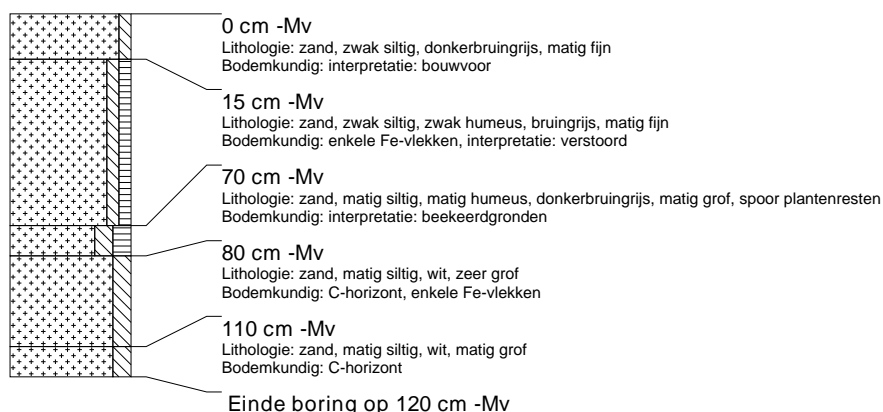 0 cm -Mv
Lithologie: zand, zwak siltig, donkerbruingrijs, matig fijn
Bodemkundig: interpretatie: bouwvoor
15 cm -Mv
Lithologie: zand, zwak siltig, zwak humeus, bruingrijs, matig fijn
Bodemkundig: enkele Fe-vlekken, interpretatie: verstoord
70 cm -Mv
Lithologie: zand, matig siltig, matig humeus, donkerbruingrijs, matig grof, spoor plantenresten
Bodemkundig: interpretatie: beekeerdgronden
80 cm -Mv
Lithologie: zand, matig siltig, wit, zeer grof
Bodemkundig: C-horizont, enkele Fe-vlekken
110 cm -Mv
Lithologie: zand, matig siltig, wit, matig grof
Bodemkundig: C-horizont
Einde boring op 120 cm -Mv